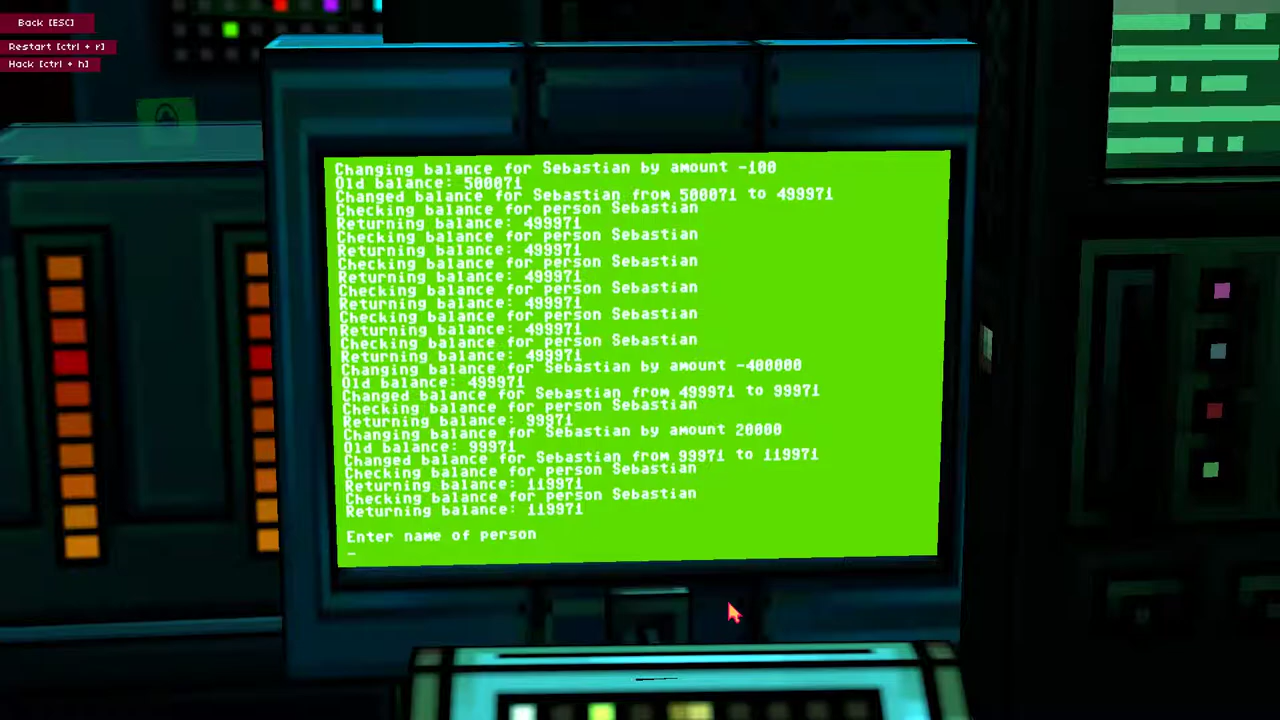 Back [ESC]
Restart [ctrl + r]
Hack [ctrl + h]
Changing balance for Sebastian by amount -100
Old balance: 500071
Changed balance for Sebastian from 500071 to 499971
Checking balance for person Sebastian
Returning balance: 499971
Checking balance for person Sebastian
Returning balance: 499971
Checking balance for person Sebastian
Returning balance: 499971
Checking balance for person Sebastian
Returning balance: 499971
Checking balance for person Sebastian
Returning balance: 499971
Checking balance for person Sebastian
Returning balance: 499971
Changing balance for Sebastian by amount -400000
Old balance: 499971
Changed balance for Sebastian from 499971 to 99971
Checking balance for person Sebastian
Returning balance: 99971
Changing balance for Sebastian by amount 20000
Old balance: 99971
Changed balance for Sebastian from 99971 to 119971
Checking balance for person Sebastian
Returning balance: 119971
Checking balance for person Sebastian
Returning balance: 119971
Enter name of person